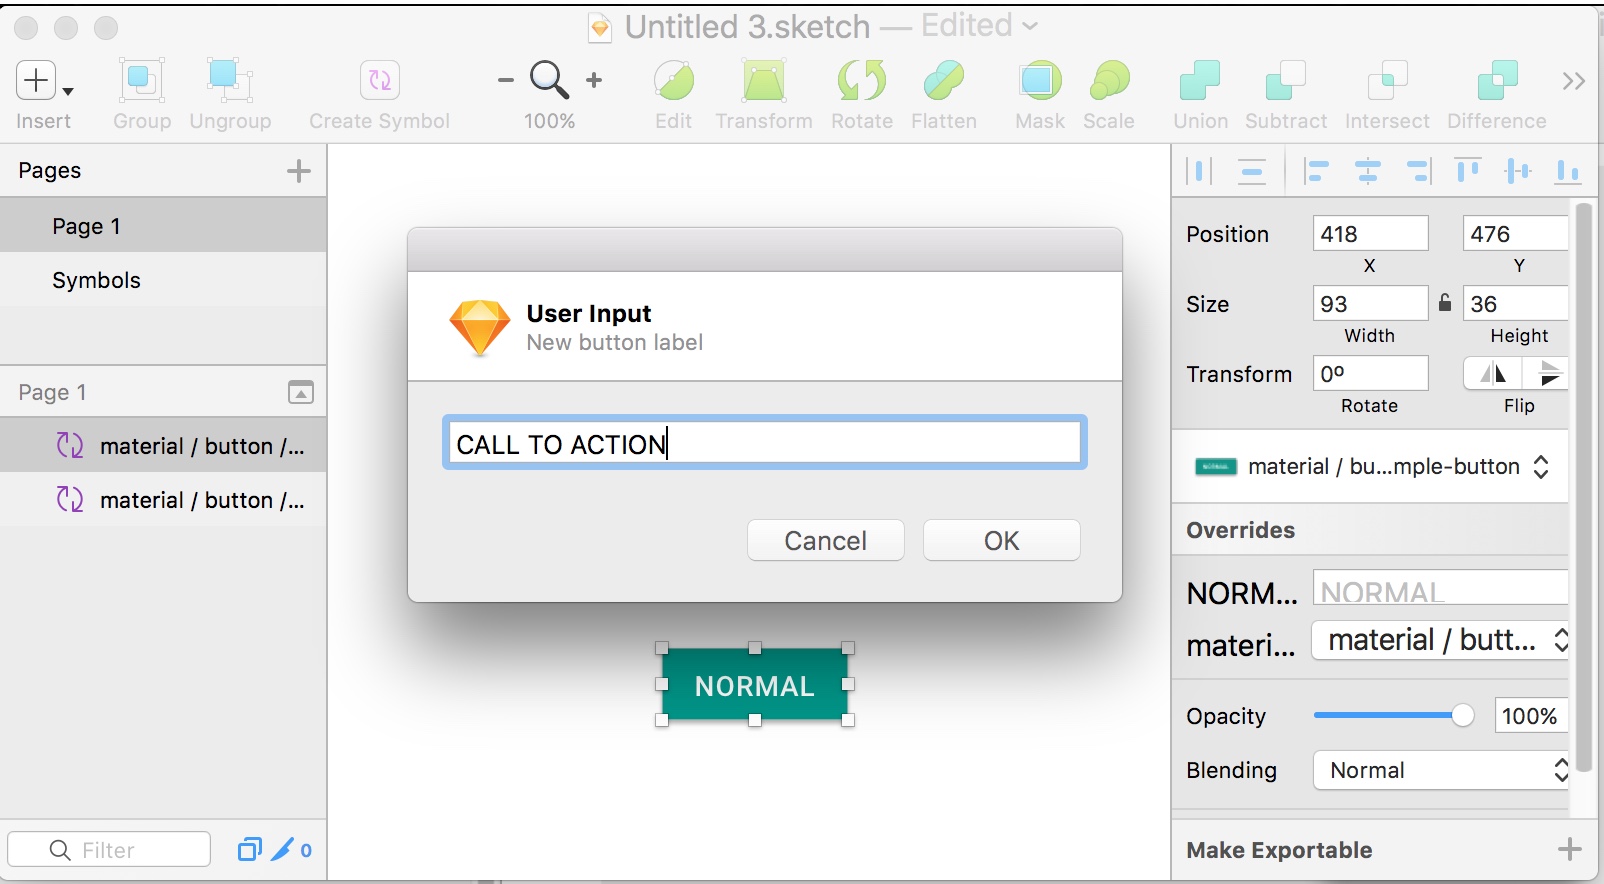 Untitled 3.sketch — Edited
Insert
Group
Ungroup
Create Symbol
100%
Edit
Transform
Rotate
Flatten
Mask
Scale
Union
Subtract
Intersect
Difference
Pages
Page 1
Symbols
Page 1
material / button /...
material / button /...
Filter
0
User Input
New button label
CALL TO ACTION
Cancel
OK
NORMAL
Position 418 476
X Y
Size 93 36
Width Height
Transform 0º
Rotate Flip
material / bu...mple-button
Overrides
NORM... NORMAL
materi... material / butt...
Opacity 100%
Blending Normal
Make Exportable